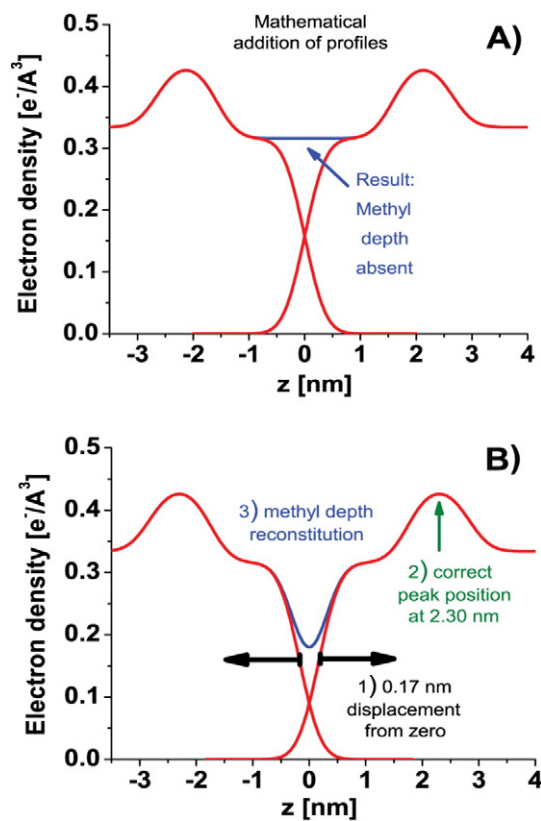 Mathematical
addition of profiles
A)
0.5
0.4
0.3
0.2
0.1
0.0
Electron density [e⁻/A³]
Result:
Methyl
depth
absent
-3 -2 -1 0 1 2 3 4
z [nm]
B)
0.5
0.4
0.3
0.2
0.1
0.0
Electron density [e⁻/A³]
3) methyl depth
reconstitution
2) correct
peak position
at 2.30 nm
1) 0.17 nm
displacement
from zero
-3 -2 -1 0 1 2 3 4
z [nm]